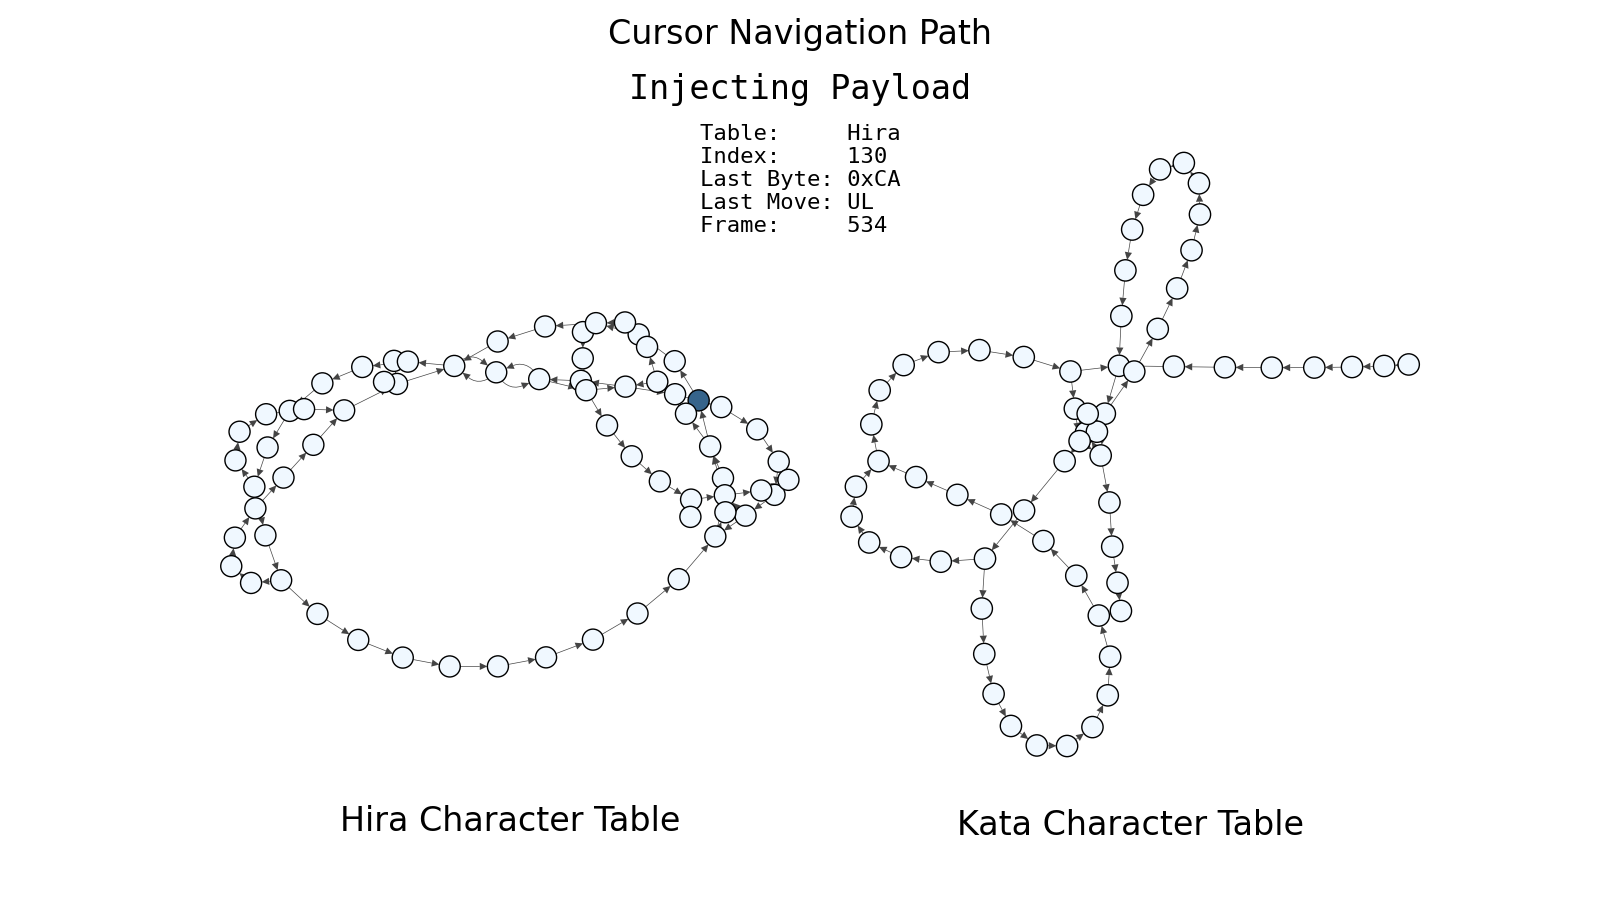 Cursor Navigation Path
Injecting Payload
Table: Hira
Index: 130
Last Byte: 0xCA
Last Move: UL
Frame: 534
Hira Character Table
Kata Character Table